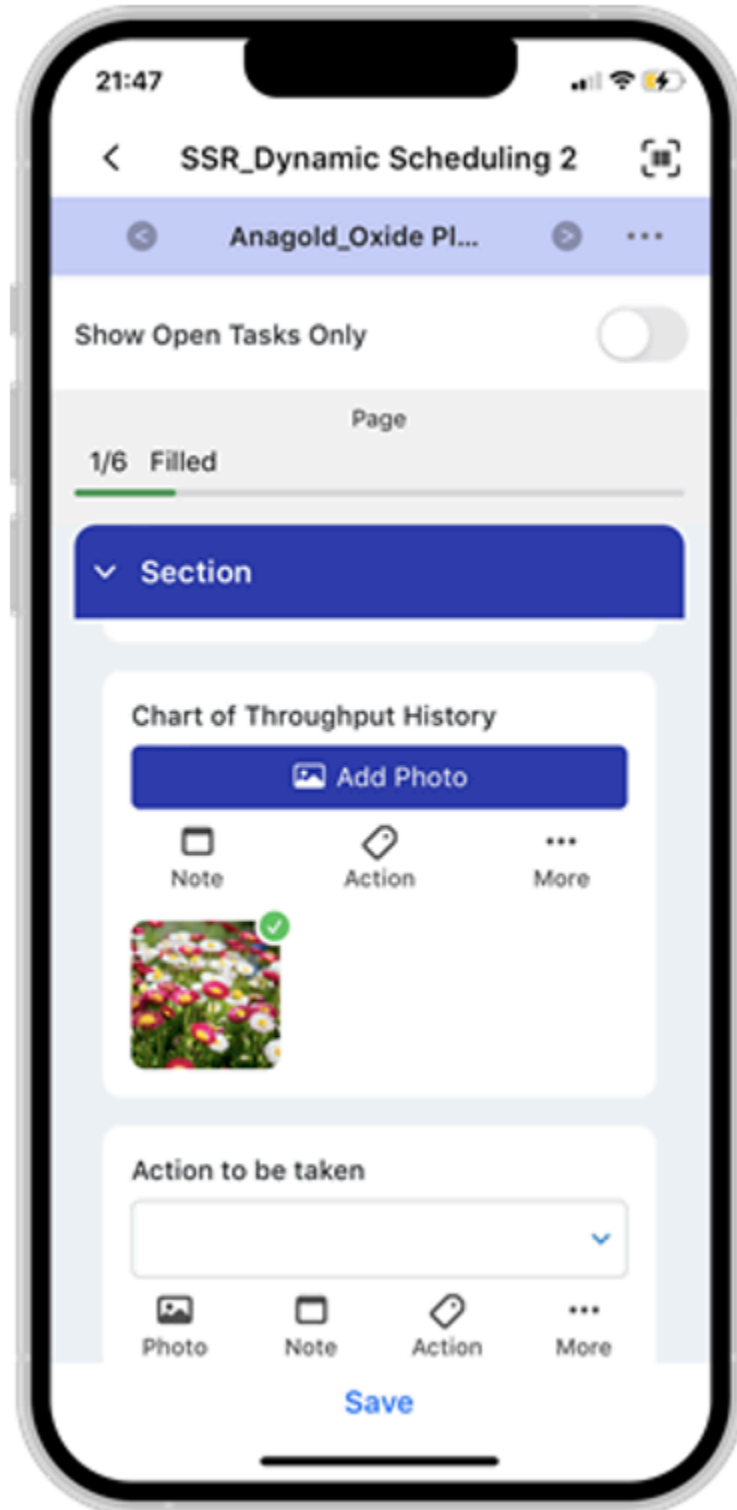 21:47
SSR_Dynamic Scheduling 2
Anagold_Oxide Pl...
Show Open Tasks Only
Page
1/6 Filled
Section
Chart of Throughput History
Add Photo
Note Action More
Action to be taken
Photo Note Action More
Save